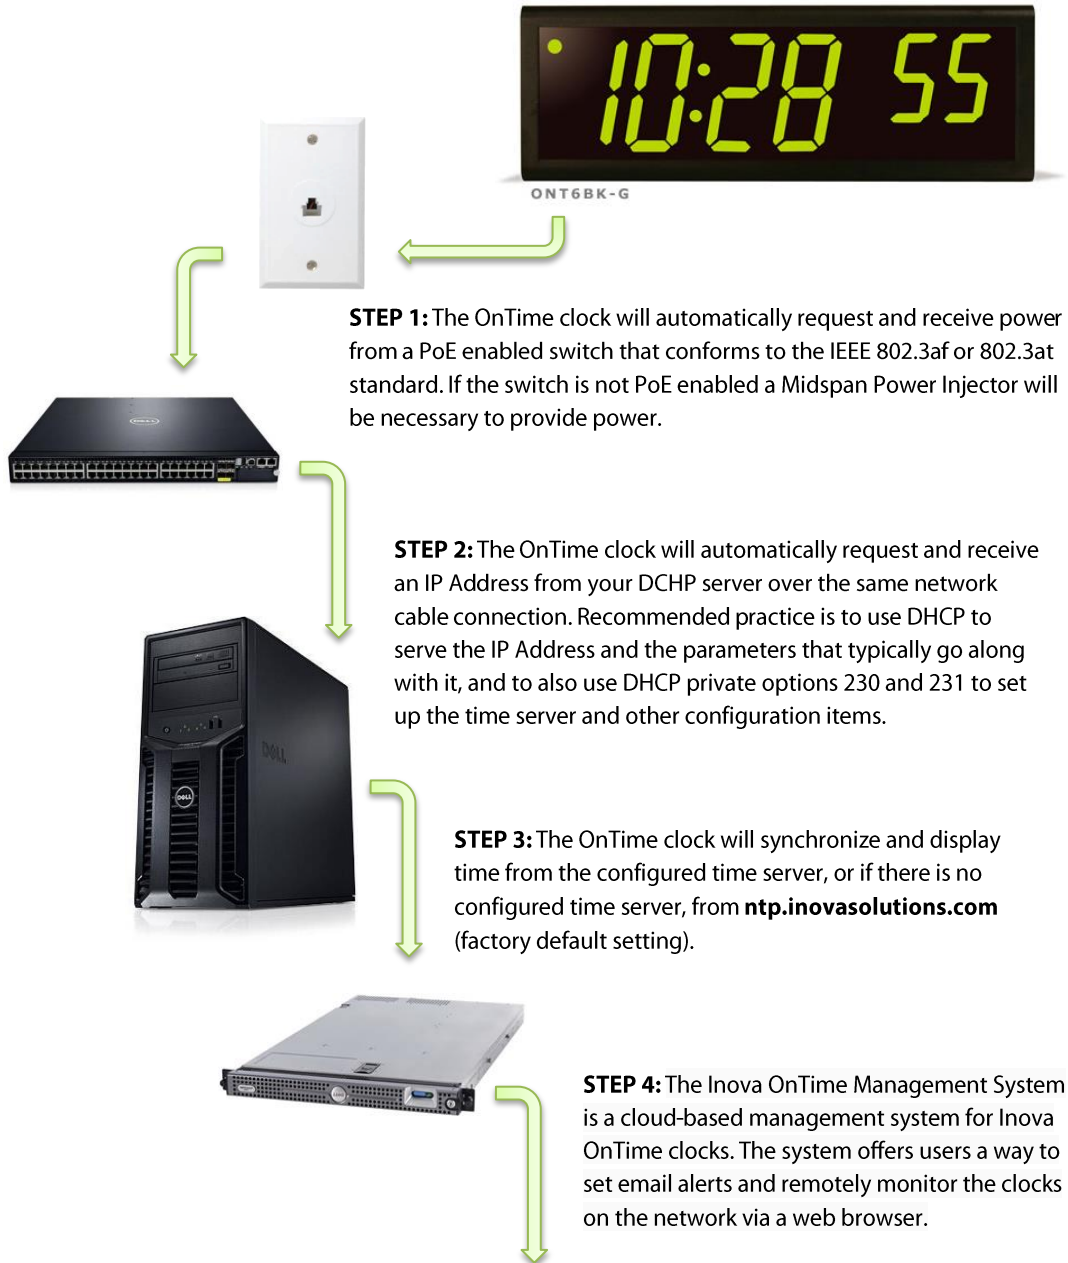 10:28 55
ONT6BK-G
STEP 1: The OnTime clock will automatically request and receive power
from a PoE enabled switch that conforms to the IEEE 802.3af or 802.3at
standard. If the switch is not PoE enabled a Midspan Power Injector will
be necessary to provide power.
DELL
STEP 2: The OnTime clock will automatically request and receive
an IP Address from your DCHP server over the same network
cable connection. Recommended practice is to use DHCP to
serve the IP Address and the parameters that typically go along
with it, and to also use DHCP private options 230 and 231 to set
up the time server and other configuration items.
DELL
DELL
STEP 3: The OnTime clock will synchronize and display
time from the configured time server, or if there is no
configured time server, from ntp.inovasolutions.com
(factory default setting).
STEP 4: The Inova OnTime Management System
is a cloud-based management system for Inova
OnTime clocks. The system offers users a way to
set email alerts and remotely monitor the clocks
on the network via a web browser.